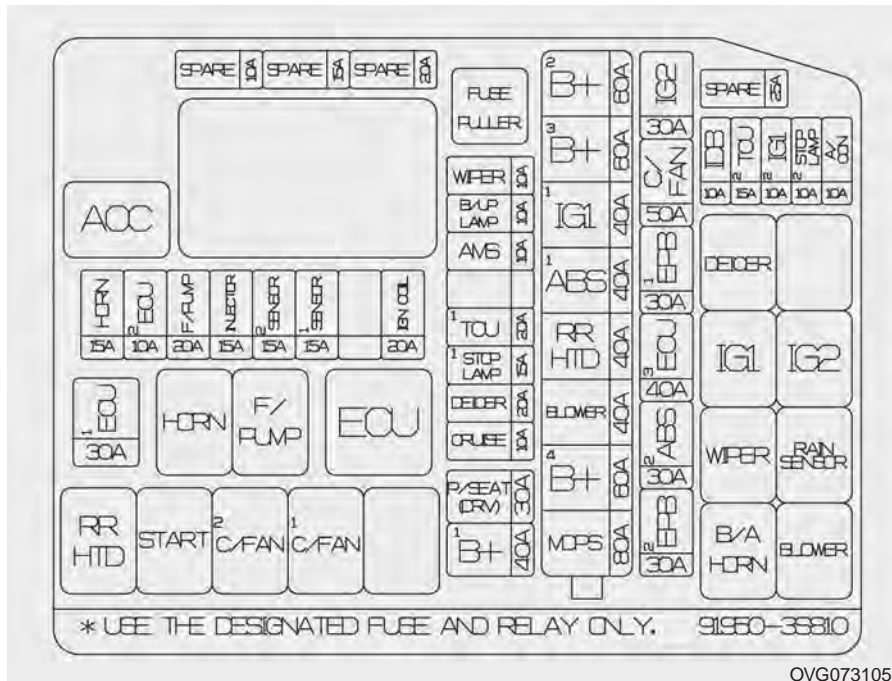 SPARE 10A SPARE 15A SPARE 20A
FUSE
PULLER
2 B+ 60A
IG2
30A
SPARE 25A
3 B+ 60A
C/
FAN
50A
IDB
10A
2 TCU
15A
2 IG1
10A
2 STOP
LAMP
10A
A/
CON
10A
ACC
WIPER 10A
B/UP
LAMP 10A
AMS 10A
1 IG1 40A
1 ABS 40A
1 EPB
30A
DEICER
HORN
15A
2 ECU
10A
F/PUMP
20A
INJECTOR
15A
2 SENSOR
15A
1 SENSOR
15A
IGN COIL
20A
1 TCU 20A
1 STOP
LAMP 15A
DEICER 20A
CRUISE 10A
RR
HTD 40A
BLOWER 40A
3 ECU
40A
IG1
IG2
1 ECU
30A
HORN
F/
PUMP
ECU
4 B+ 60A
2 ABS
30A
WIPER
RAIN
SENSOR
P/SEAT
(DRV) 30A
1 B+ 40A
MDPS 80A
2 EPB
30A
B/A
HORN
BLOWER
RR
HTD
START
2 C/FAN
1 C/FAN
* USE THE DESIGNATED FUSE AND RELAY ONLY. 91950-3S810
OVG073105